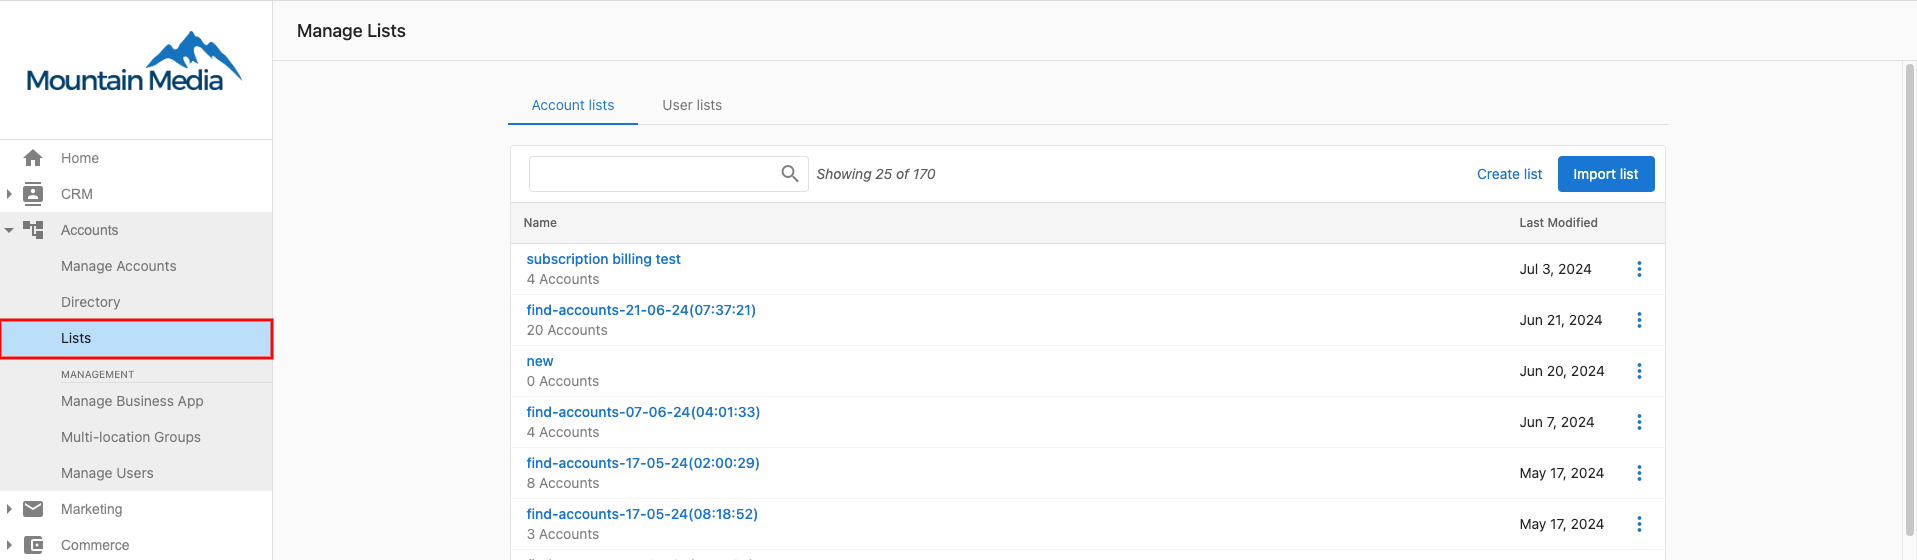 Mountain Media
Home
CRM
Accounts
Manage Accounts
Directory
Lists
MANAGEMENT
Manage Business App
Multi-location Groups
Manage Users
Marketing
Commerce
Manage Lists
Account lists
User lists
Showing 25 of 170
Create list
Import list
Name
Last Modified
subscription billing test
4 Accounts
Jul 3, 2024
find-accounts-21-06-24(07:37:21)
20 Accounts
Jun 21, 2024
new
0 Accounts
Jun 20, 2024
find-accounts-07-06-24(04:01:33)
4 Accounts
Jun 7, 2024
find-accounts-17-05-24(02:00:29)
8 Accounts
May 17, 2024
find-accounts-17-05-24(08:18:52)
3 Accounts
May 17, 2024